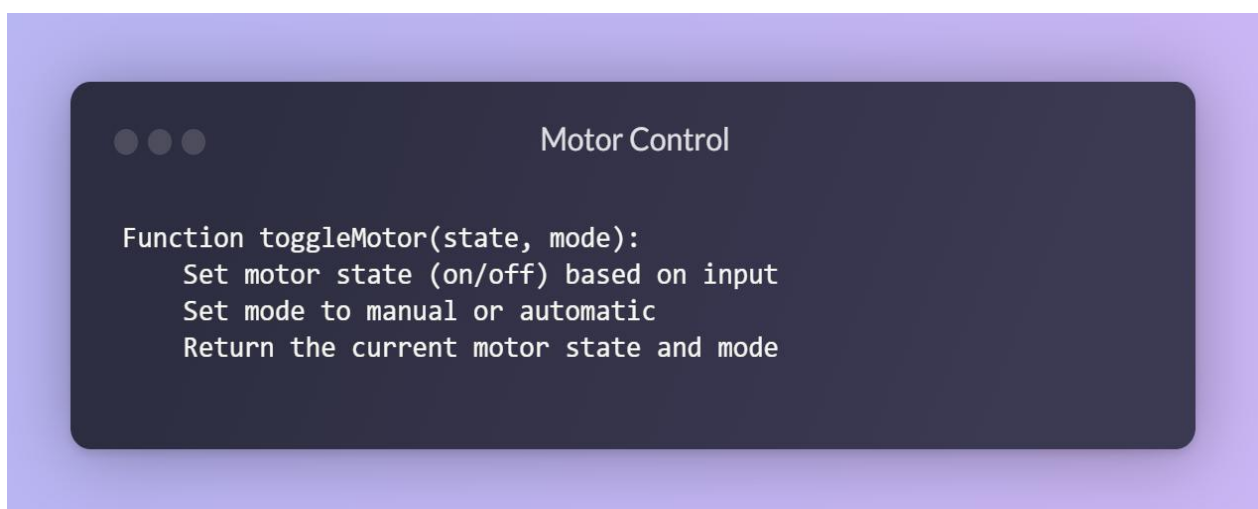 Motor Control
Function toggleMotor(state, mode):
    Set motor state (on/off) based on input
    Set mode to manual or automatic
    Return the current motor state and mode